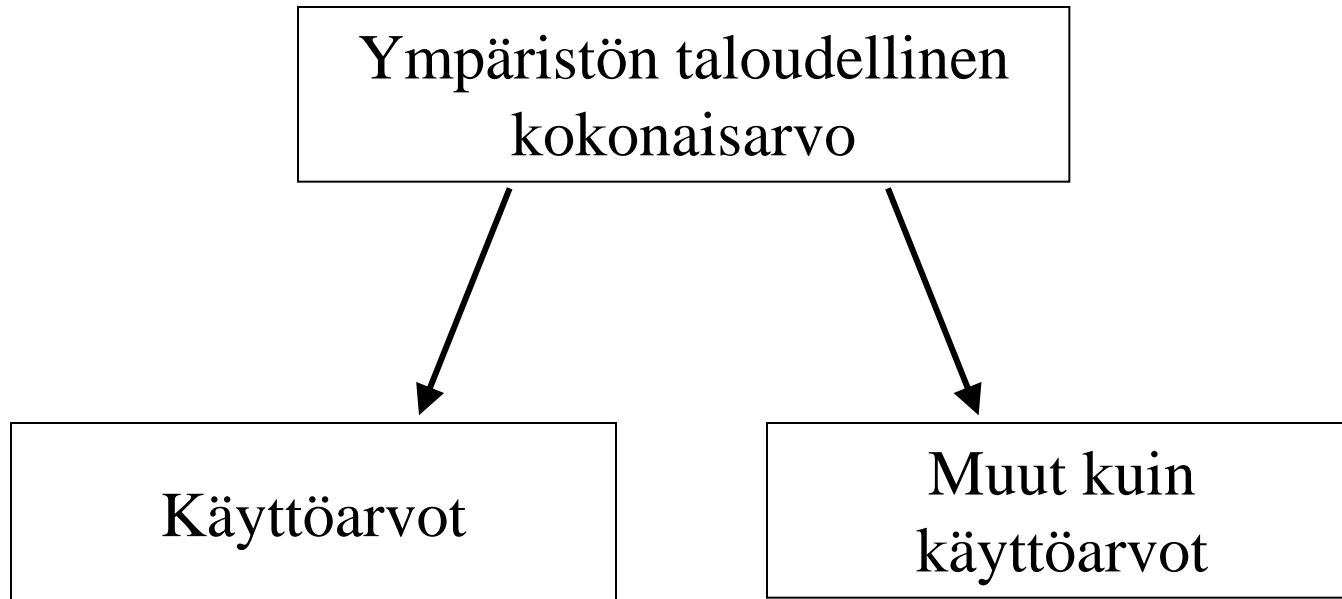 Ympäristön taloudellinen
kokonaisarvo
Käyttöarvot
Muut kuin
käyttöarvot